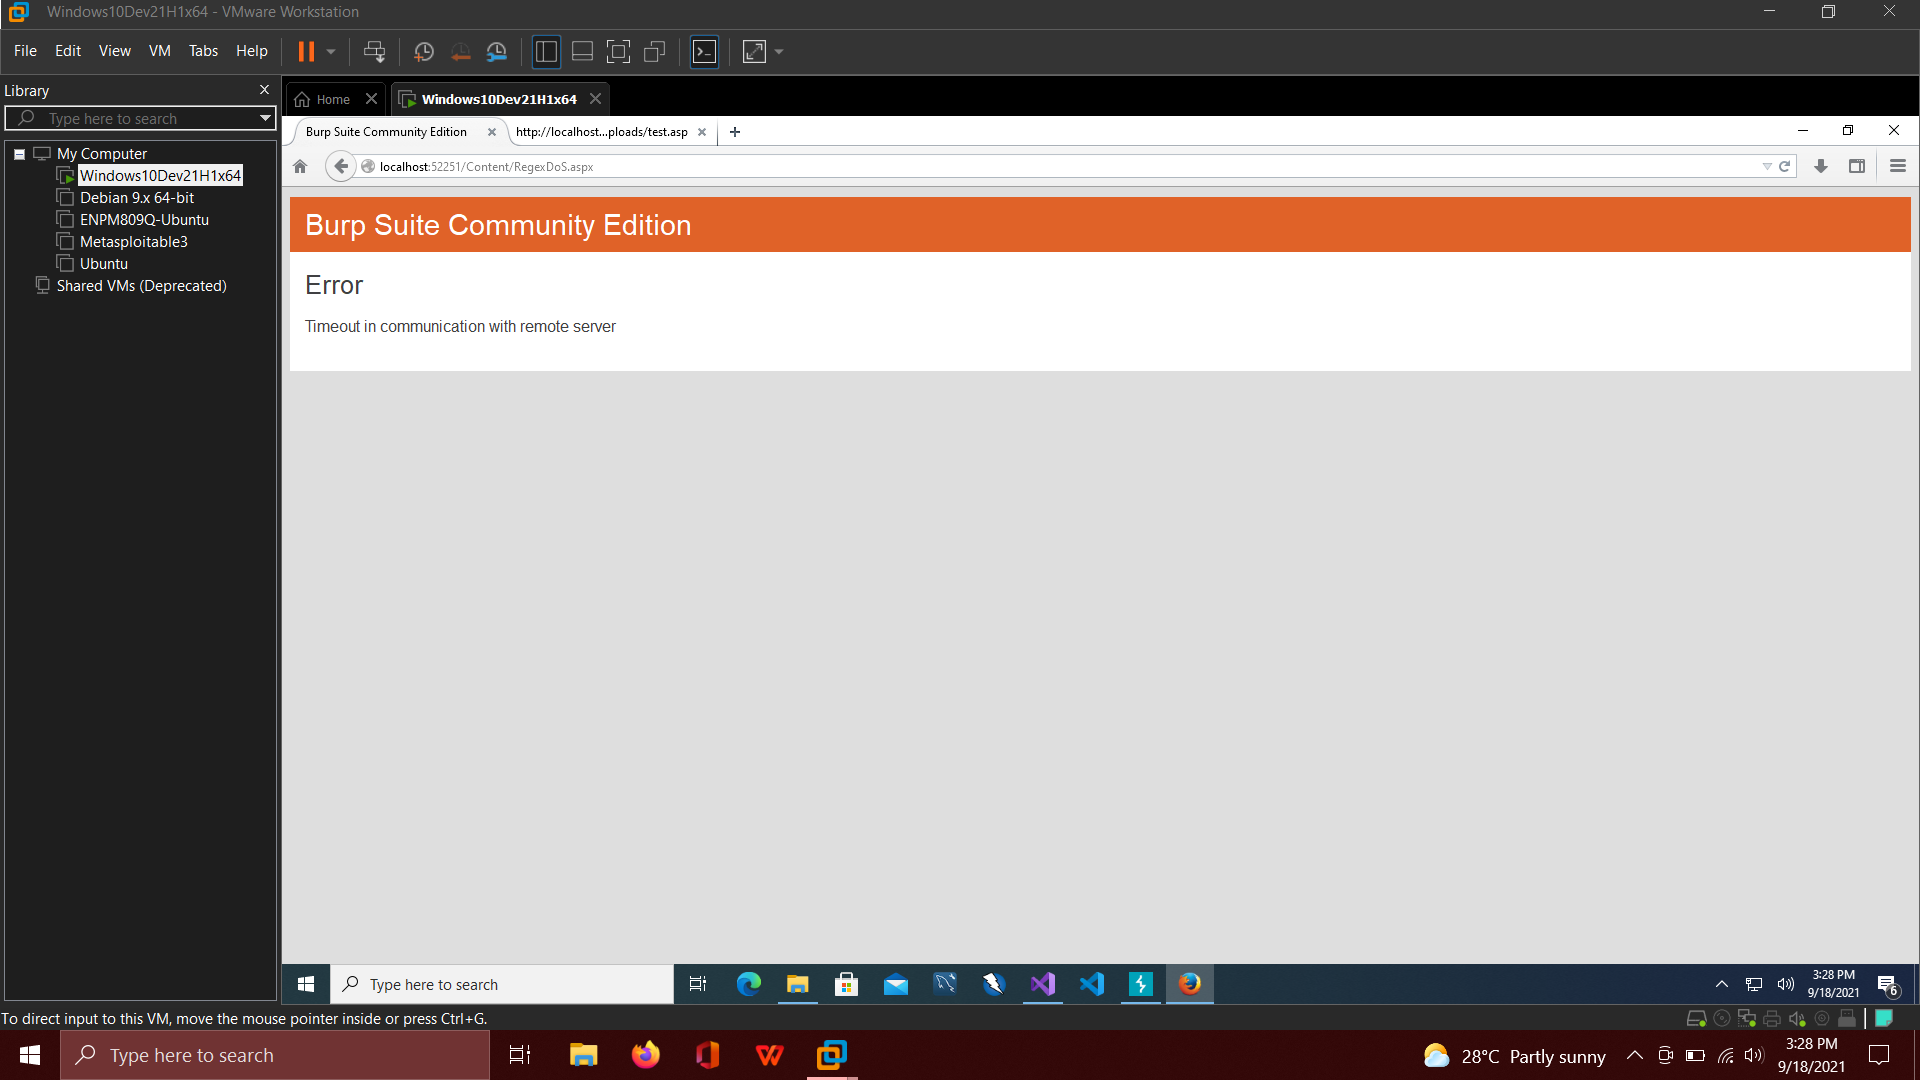 Windows10Dev21H1x64 - VMware Workstation
File Edit View VM Tabs Help
Library
Type here to search
My Computer
Windows10Dev21H1x64
Debian 9.x 64-bit
ENPM809Q-Ubuntu
Metasploitable3
Ubuntu
Shared VMs (Deprecated)
Home
Windows10Dev21H1x64
Burp Suite Community Edition
http://localhost...ploads/test.asp
localhost:52251/Content/RegexDoS.aspx
Burp Suite Community Edition
Error
Timeout in communication with remote server
Type here to search
3:28 PM
9/18/2021
6
To direct input to this VM, move the mouse pointer inside or press Ctrl+G.
Type here to search
28°C Partly sunny
3:28 PM
9/18/2021